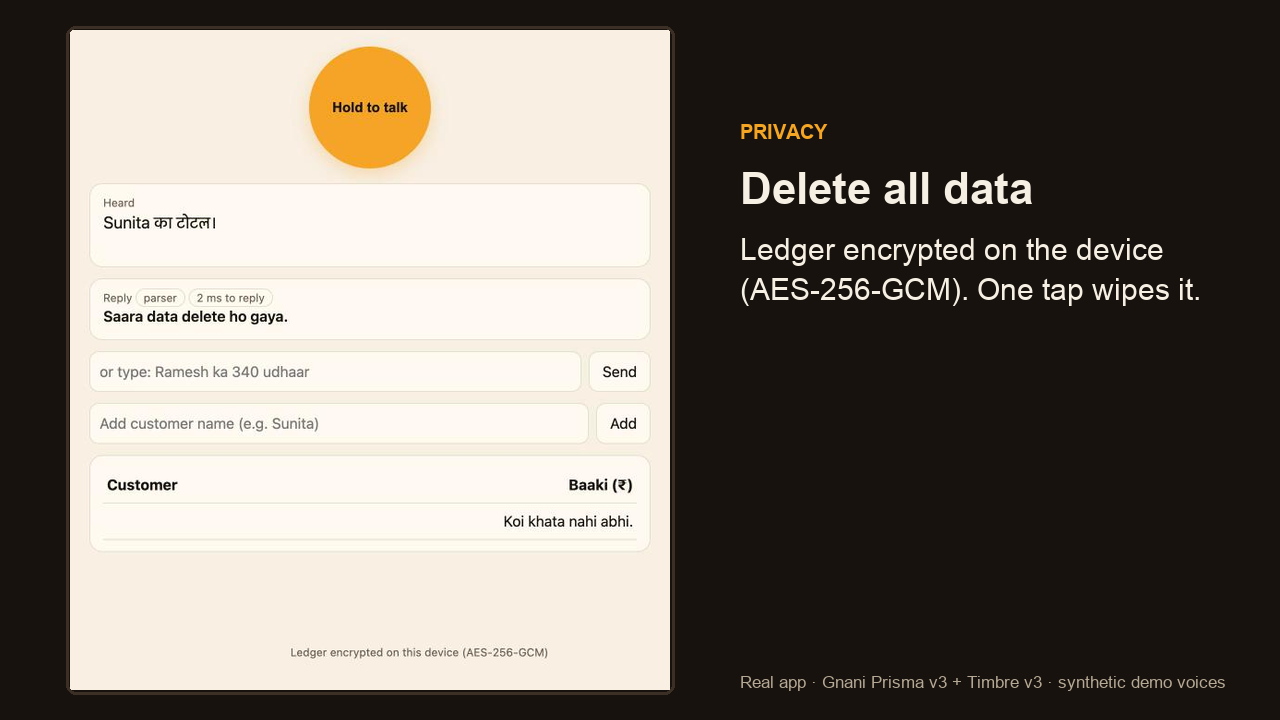 Hold to talk
Heard
Sunita का टोटल।
Reply parser 2 ms to reply
Saara data delete ho gaya.
or type: Ramesh ka 340 udhaar Send
Add customer name (e.g. Sunita) Add
Customer Baaki (₹)
Koi khata nahi abhi.
Ledger encrypted on this device (AES-256-GCM)
PRIVACY
Delete all data
Ledger encrypted on the device
(AES-256-GCM). One tap wipes it.
Real app · Gnani Prisma v3 + Timbre v3 · synthetic demo voices